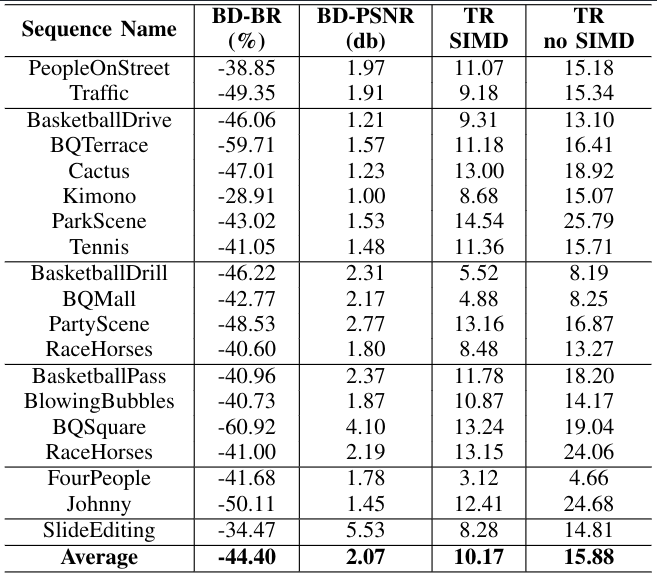 Sequence Name BD-BR (%) BD-PSNR (db) TR SIMD TR no SIMD
PeopleOnStreet -38.85 1.97 11.07 15.18
Traffic -49.35 1.91 9.18 15.34
BasketballDrive -46.06 1.21 9.31 13.10
BQTerrace -59.71 1.57 11.18 16.41
Cactus -47.01 1.23 13.00 18.92
Kimono -28.91 1.00 8.68 15.07
ParkScene -43.02 1.53 14.54 25.79
Tennis -41.05 1.48 11.36 15.71
BasketballDrill -46.22 2.31 5.52 8.19
BQMall -42.77 2.17 4.88 8.25
PartyScene -48.53 2.77 13.16 16.87
RaceHorses -40.60 1.80 8.48 13.27
BasketballPass -40.96 2.37 11.78 18.20
BlowingBubbles -40.73 1.87 10.87 14.17
BQSquare -60.92 4.10 13.24 19.04
RaceHorses -41.00 2.19 13.15 24.06
FourPeople -41.68 1.78 3.12 4.66
Johnny -50.11 1.45 12.41 24.68
SlideEditing -34.47 5.53 8.28 14.81
Average -44.40 2.07 10.17 15.88